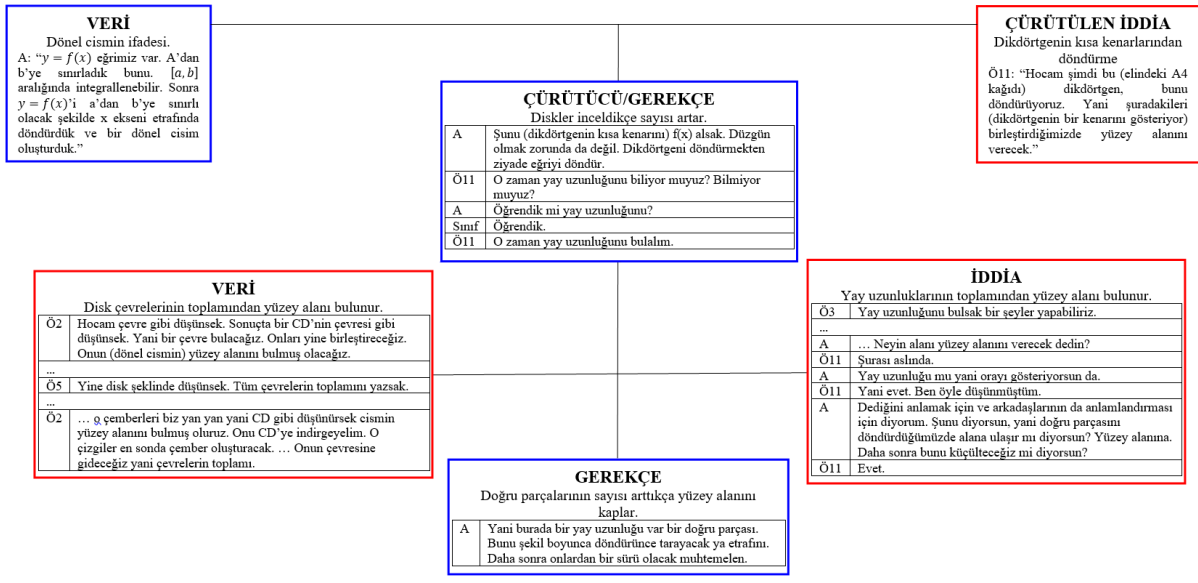 VERİ
Dönel cismin ifadesi.
A: “y = f(x) eğrimiz var. A’dan
b’ye sınırladık bunu. [a, b]
aralığında integrallenebilir. Sonra
y = f(x)’i a’dan b’ye sınırlı
olacak şekilde x ekseni etrafında
döndürdük ve bir dönel cisim
oluşturduk.”
ÇÜRÜTÜLEN İDDİA
Dikdörtgenin kısa kenarlarından
döndürme
Ö11: “Hocam şimdi bu (elindeki A4
kağıdı) dikdörtgen, bunu
döndürüyoruz. Yani şuradakileri
(dikdörtgenin bir kenarını gösteriyor)
birleştirdiğimizde yüzey alanını
verecek.”
ÇÜRÜTÜCÜ/GEREKÇE
Diskler inceldikçe sayısı artar.
A Şunu (dikdörtgenin kısa kenarını) f(x) alsak. Düzgün
olmak zorunda da değil. Dikdörtgeni döndürmekten
ziyade eğriyi döndür.
Ö11 O zaman yay uzunluğunu biliyor muyuz? Bilmiyor
muyuz?
A Öğrendik mi yay uzunluğunu?
Sınıf Öğrendik.
Ö11 O zaman yay uzunluğunu bulalım.
VERİ
Disk çevrelerinin toplamından yüzey alanı bulunur.
Ö2 Hocam çevre gibi düşünsek. Sonuçta bir CD’nin çevresi gibi
düşünsek. Yani bir çevre bulacağız. Onları yine birleştireceğiz.
Onun (dönel cismin) yüzey alanını bulmuş olacağız.
...
Ö5 Yine disk şeklinde düşünsek. Tüm çevrelerin toplamını yazsak.
...
Ö2 … o çemberleri biz yan yan yani CD gibi düşünürsek cismin
yüzey alanını bulmuş oluruz. Onu CD’ye indirgeyelim. O
çizgiler en sonda çember oluşturacak. … Onun çevresine
gideceğiz yani çevrelerin toplamı.
İDDİA
Yay uzunluklarının toplamından yüzey alanı bulunur.
Ö3 Yay uzunluğunu bulsak bir şeyler yapabiliriz.
...
A … Neyin alanı yüzey alanını verecek dedin?
Ö11 Şurası aslında.
A Yay uzunluğu mu yani orayı gösteriyorsun da.
Ö11 Yani evet. Ben öyle düşünmüştüm.
A Dediğini anlamak için ve arkadaşlarının da anlamlandırması
için diyorum. Şunu diyorsun, yani doğru parçasını
döndürdüğümüzde alana ulaşır mı diyorsun? Yüzey alanına.
Daha sonra bunu küçülteceğiz mi diyorsun?
Ö11 Evet.
GEREKÇE
Doğru parçalarının sayısı arttıkça yüzey alanını
kaplar.
A Yani burada bir yay uzunluğu var bir doğru parçası.
Bunu şekil boyunca döndürünce tarayacak ya etrafını.
Daha sonra onlardan bir sürü olacak muhtemelen.